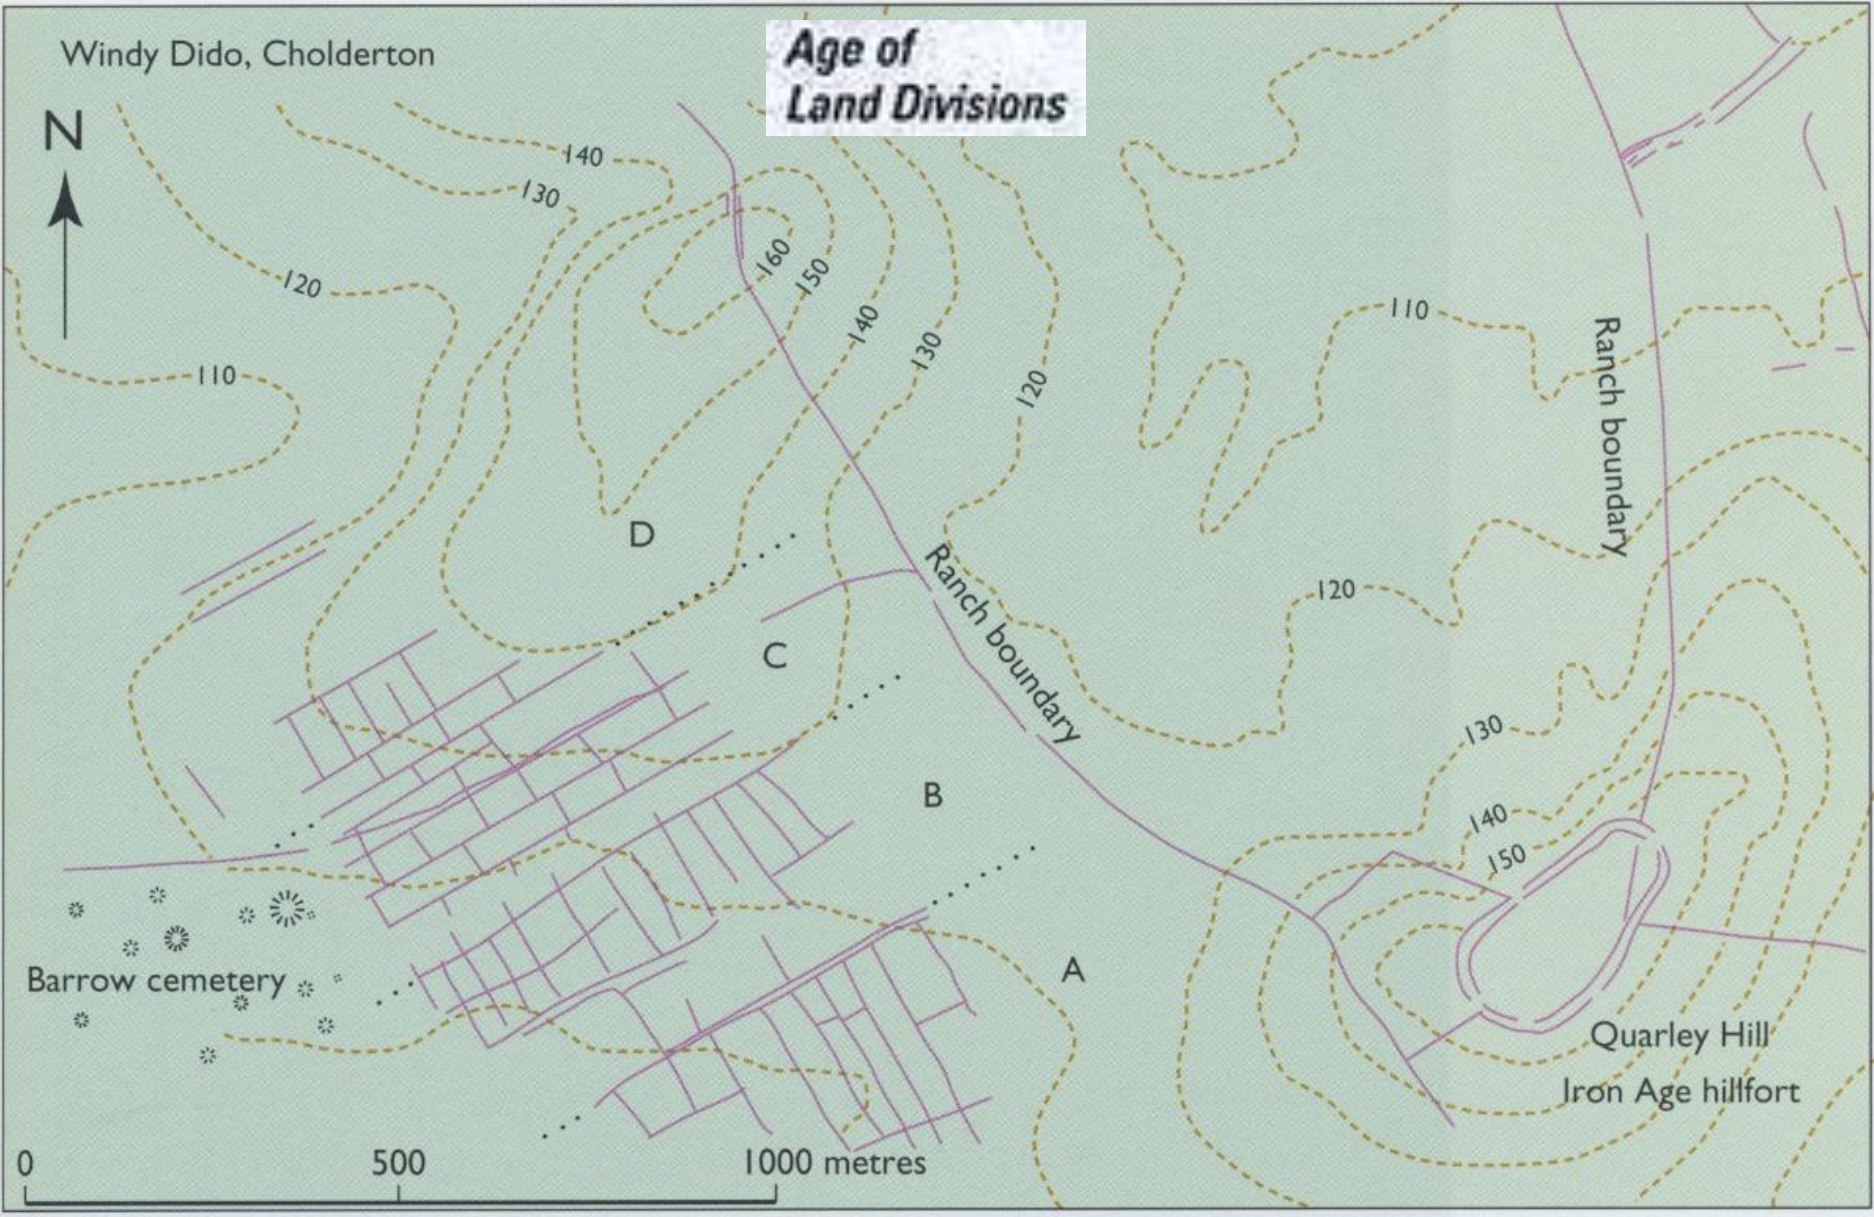 Windy Dido, Cholderton
Age of
Land Divisions
N
140
130
120
110
160
150
140
130
120
110
Ranch boundary
D
Ranch boundary
120
C
130
B
140
150
A
Barrow cemetery
Quarley Hill
Iron Age hillfort
0 500 1000 metres